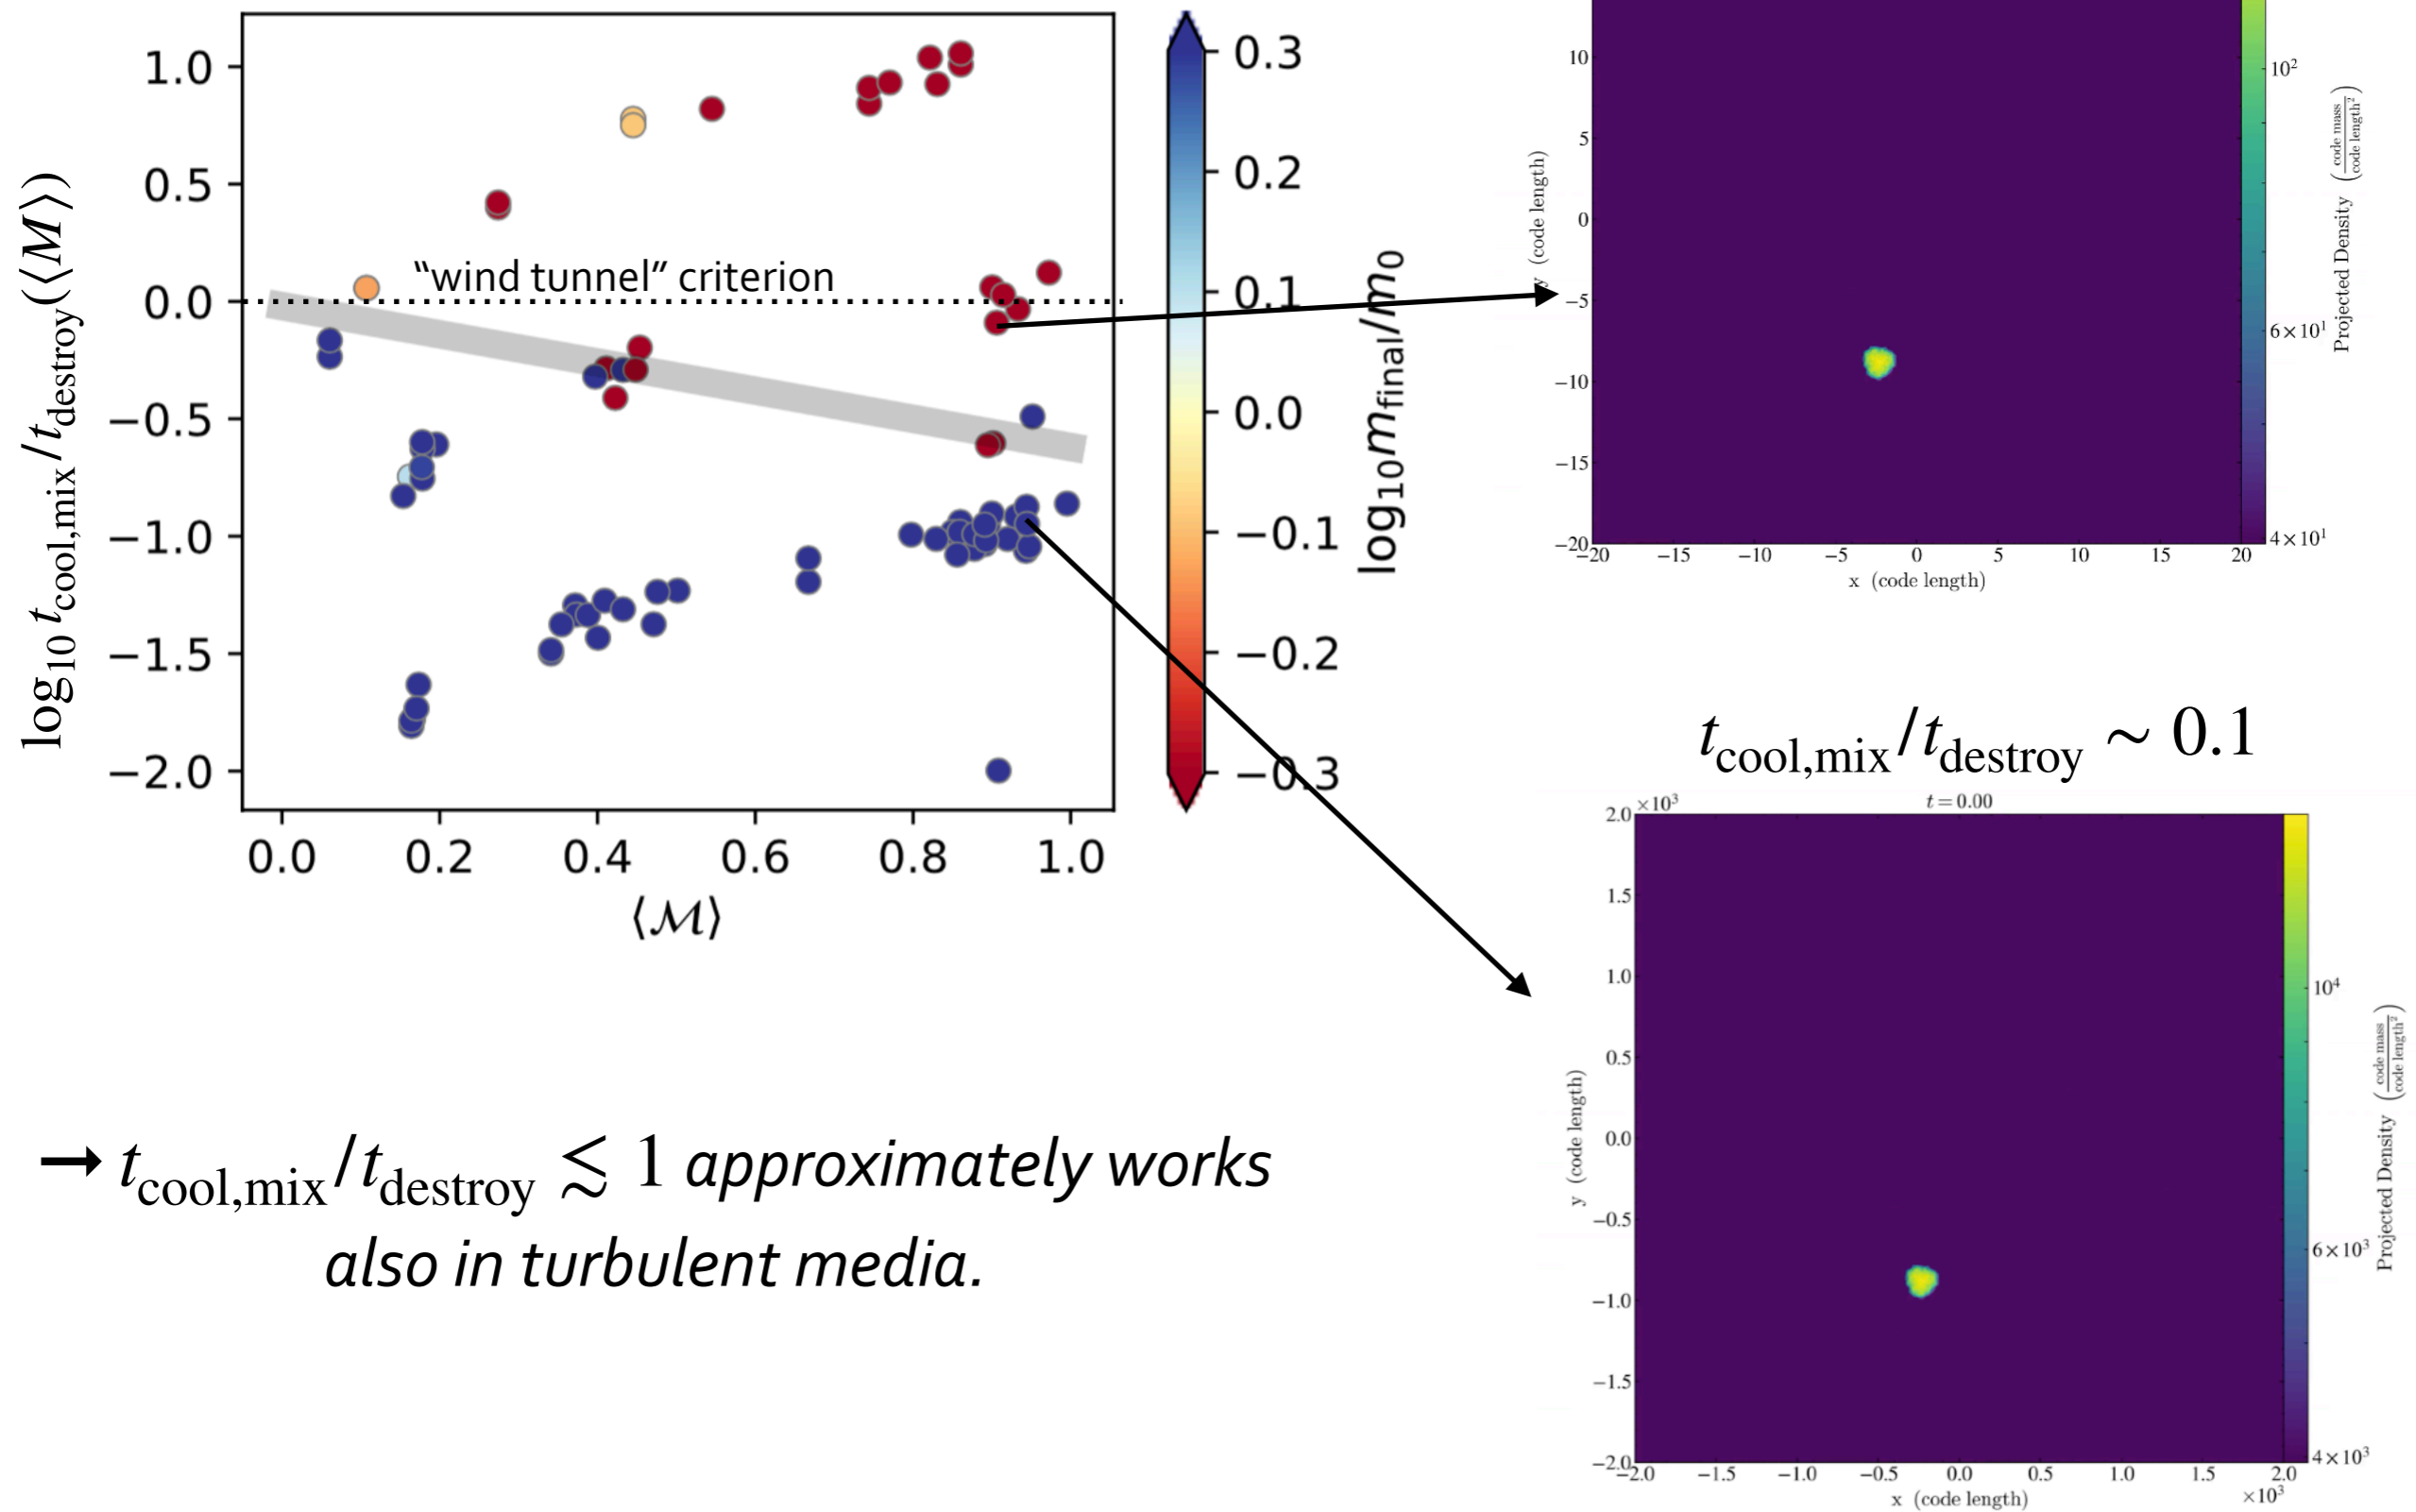 1.0
0.5
0.0
−0.5
−1.0
−1.5
−2.0
log₁₀ t_cool,mix/t_destroy(⟨M⟩)
“wind tunnel” criterion
0.0 0.2 0.4 0.6 0.8 1.0
⟨ℳ⟩
0.3
0.2
0.1
0.0
−0.1
−0.2
−0.3
log₁₀ m_final/m₀
10
5
0
−5
−10
−15
−20
y (code length)
−20 −15 −10 −5 0 5 10 15 20
x (code length)
10²
6×10¹
4×10¹
Projected Density (code mass/code length²)
t_cool,mix/t_destroy ~ 0.1
t = 0.00
×10³
2.0
1.5
1.0
0.5
0.0
−0.5
−1.0
−1.5
−2.0
y (code length)
−2.0 −1.5 −1.0 −0.5 0.0 0.5 1.0 1.5 2.0
×10³
x (code length)
10⁴
6×10³
4×10³
Projected Density (code mass/code length²)
→ t_cool,mix/t_destroy ≲ 1 approximately works
also in turbulent media.